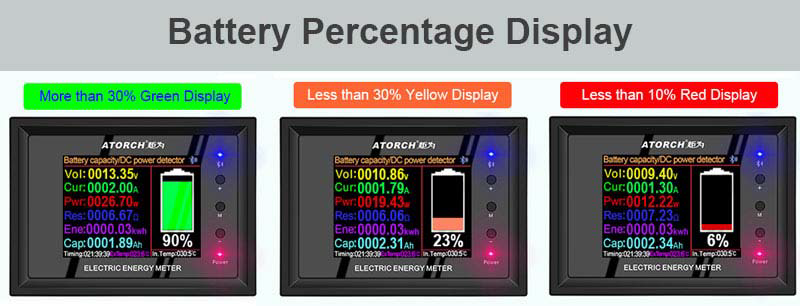 Battery Percentage Display
More than 30% Green Display
ATORCH 炬为
Battery capacity/DC power detector
Vol:0013.35v
Cur:0002.00A
Pwr:0026.70w
Res:0006.67Ω
Ene:0000.03kwh
Cap:0001.89Ah
90%
Timing:021:39:39 ExTemp:023.6°C In.Temp:030.5°C
+
M
-
Power
ELECTRIC ENERGY METER
Less than 30% Yellow Display
ATORCH 炬为
Battery capacity/DC power detector
Vol:0010.86v
Cur:0001.79A
Pwr:0019.43w
Res:0006.06Ω
Ene:0000.03kwh
Cap:0002.31Ah
23%
Timing:021:39:39 ExTemp:023.6°C In.Temp:030.5°C
+
M
-
Power
ELECTRIC ENERGY METER
Less than 10% Red Display
ATORCH 炬为
Battery capacity/DC power detector
Vol:0009.40v
Cur:0001.30A
Pwr:0012.22w
Res:0007.23Ω
Ene:0000.03kwh
Cap:0002.34Ah
6%
Timing:021:39:39 ExTemp:023.6°C In.Temp:030.5°C
+
M
-
Power
ELECTRIC ENERGY METER